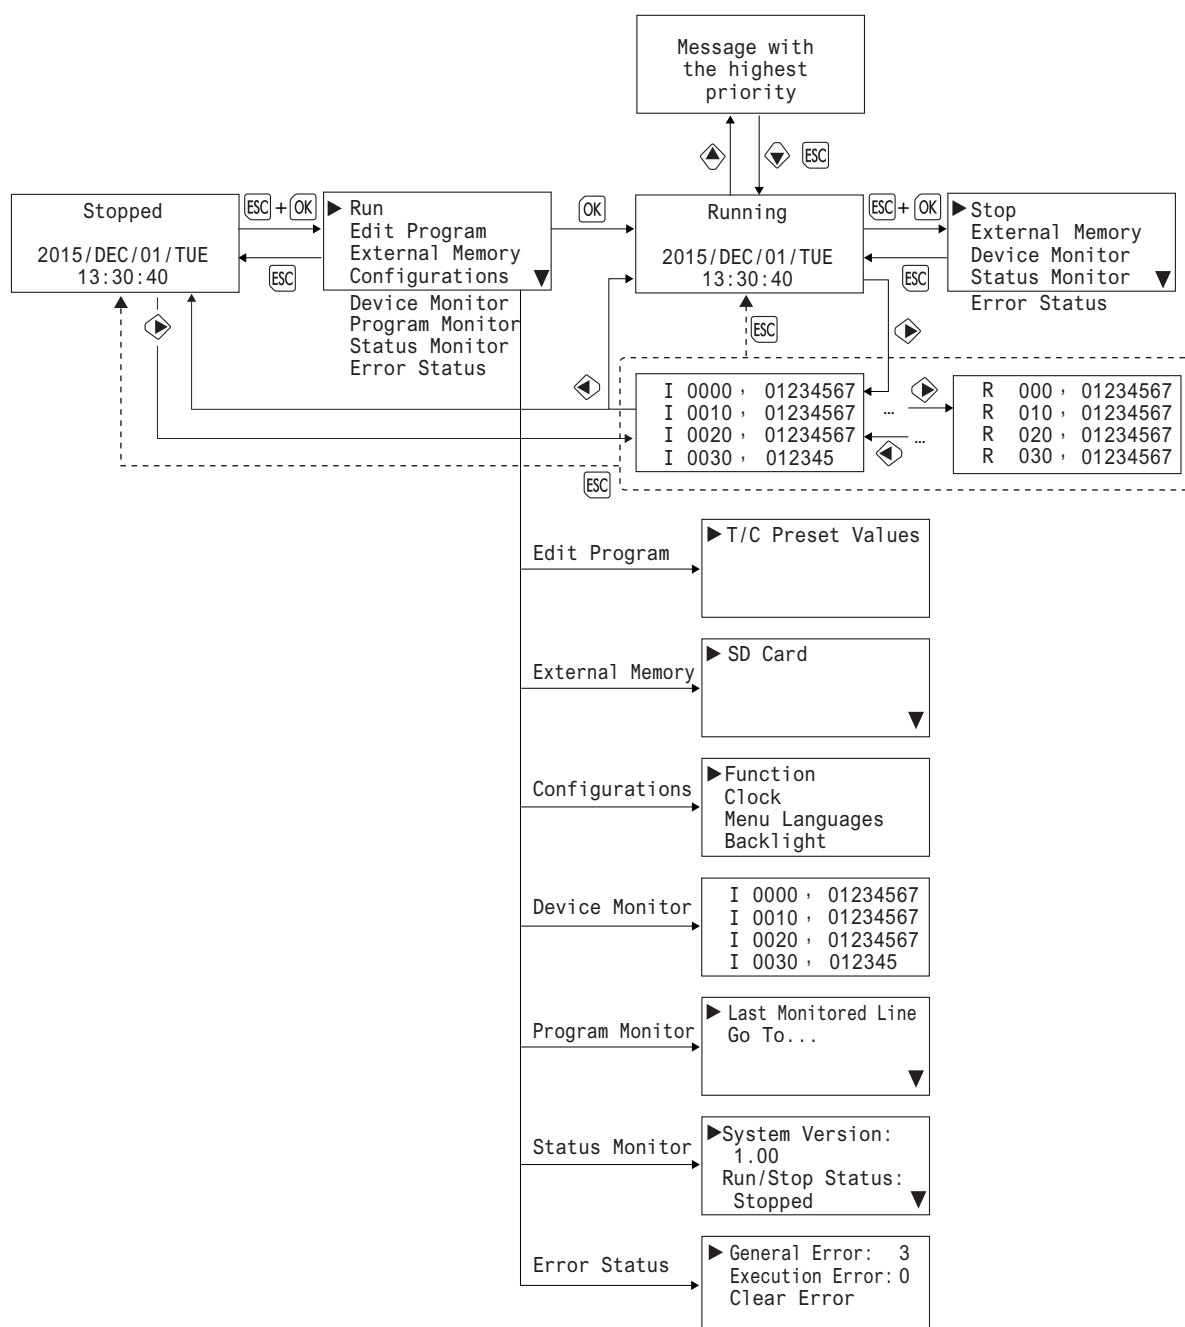 Message with
the highest
priority
ESC
Stopped
2015/DEC/01/TUE
13:30:40
ESC + OK
ESC
Run
Edit Program
External Memory
Configurations
Device Monitor
Program Monitor
Status Monitor
Error Status
OK
Running
2015/DEC/01/TUE
13:30:40
ESC + OK
ESC
Stop
External Memory
Device Monitor
Status Monitor
Error Status
ESC
I 0000, 01234567
I 0010, 01234567
I 0020, 01234567
I 0030, 012345
...
...
R 000, 01234567
R 010, 01234567
R 020, 01234567
R 030, 01234567
ESC
Edit Program
T/C Preset Values
External Memory
SD Card
Configurations
Function
Clock
Menu Languages
Backlight
Device Monitor
I 0000, 01234567
I 0010, 01234567
I 0020, 01234567
I 0030, 012345
Program Monitor
Last Monitored Line
Go To...
Status Monitor
System Version:
1.00
Run/Stop Status:
Stopped
Error Status
General Error: 3
Execution Error: 0
Clear Error